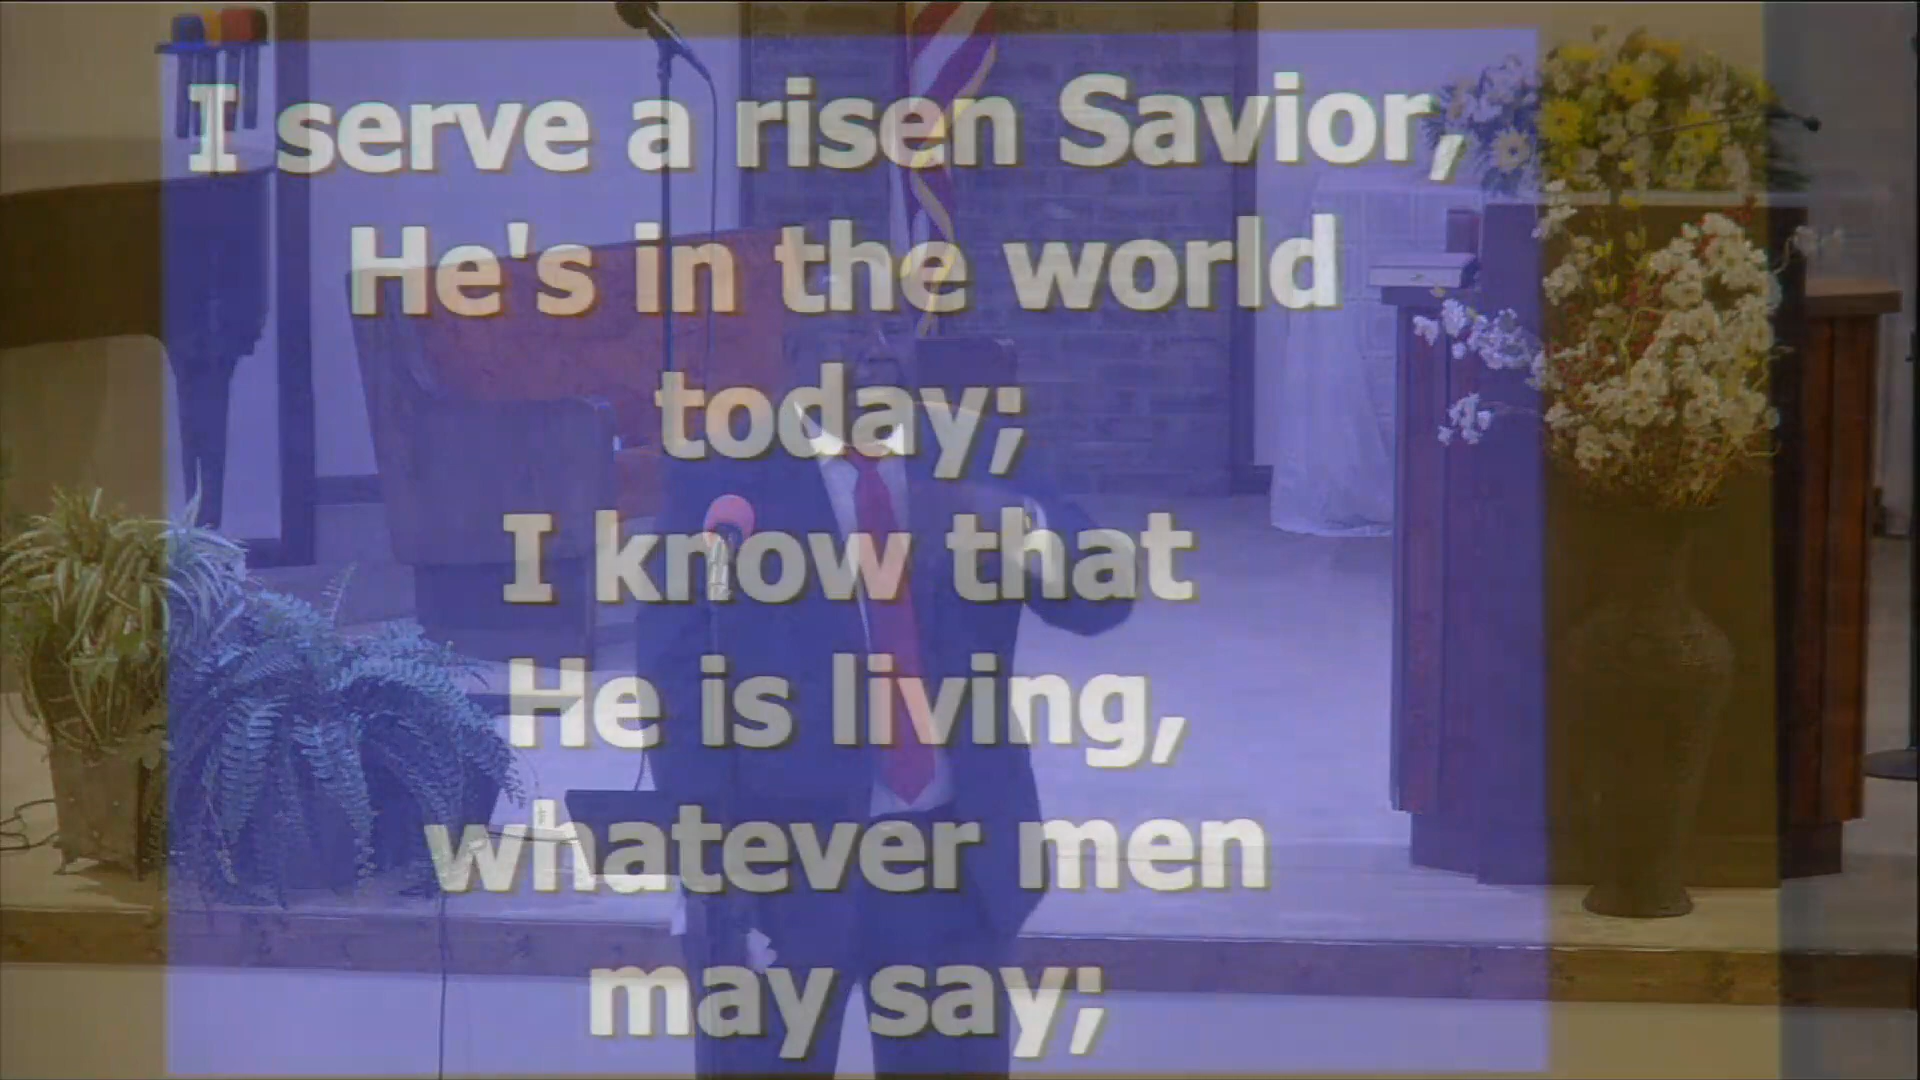 I serve a risen Savior,
He's in the world
today;
I know that
He is living,
whatever men
may say;